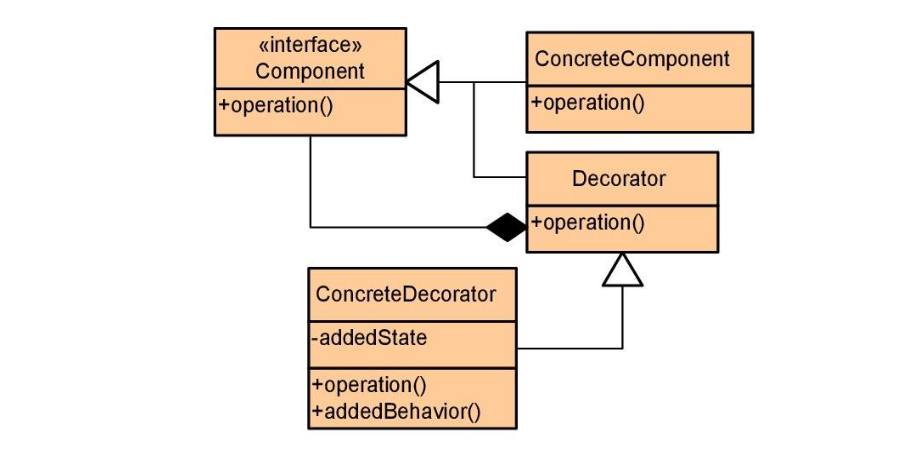 «interface»
Component
+operation()
ConcreteComponent
+operation()
Decorator
+operation()
ConcreteDecorator
-addedState
+operation()
+addedBehavior()